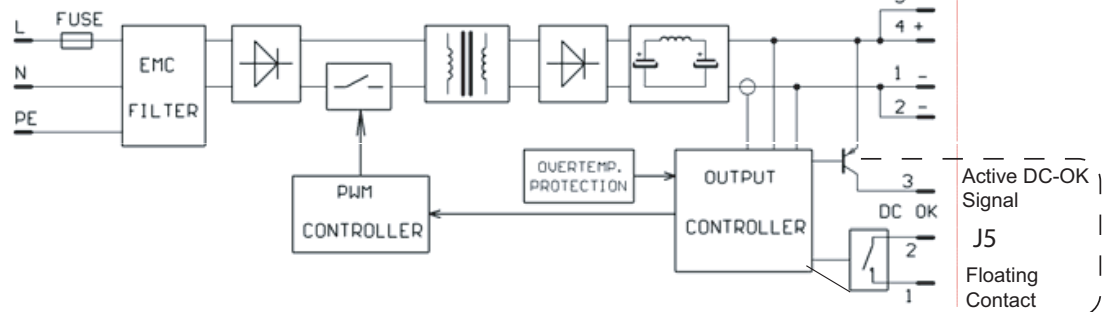 L
FUSE
N
PE
EMC
FILTER
PWM
CONTROLLER
OVERTEMP.
PROTECTION
OUTPUT
CONTROLLER
4 +
1 -
2 -
3
DC OK
2
1
Active DC-OK
Signal
J5
Floating
Contact